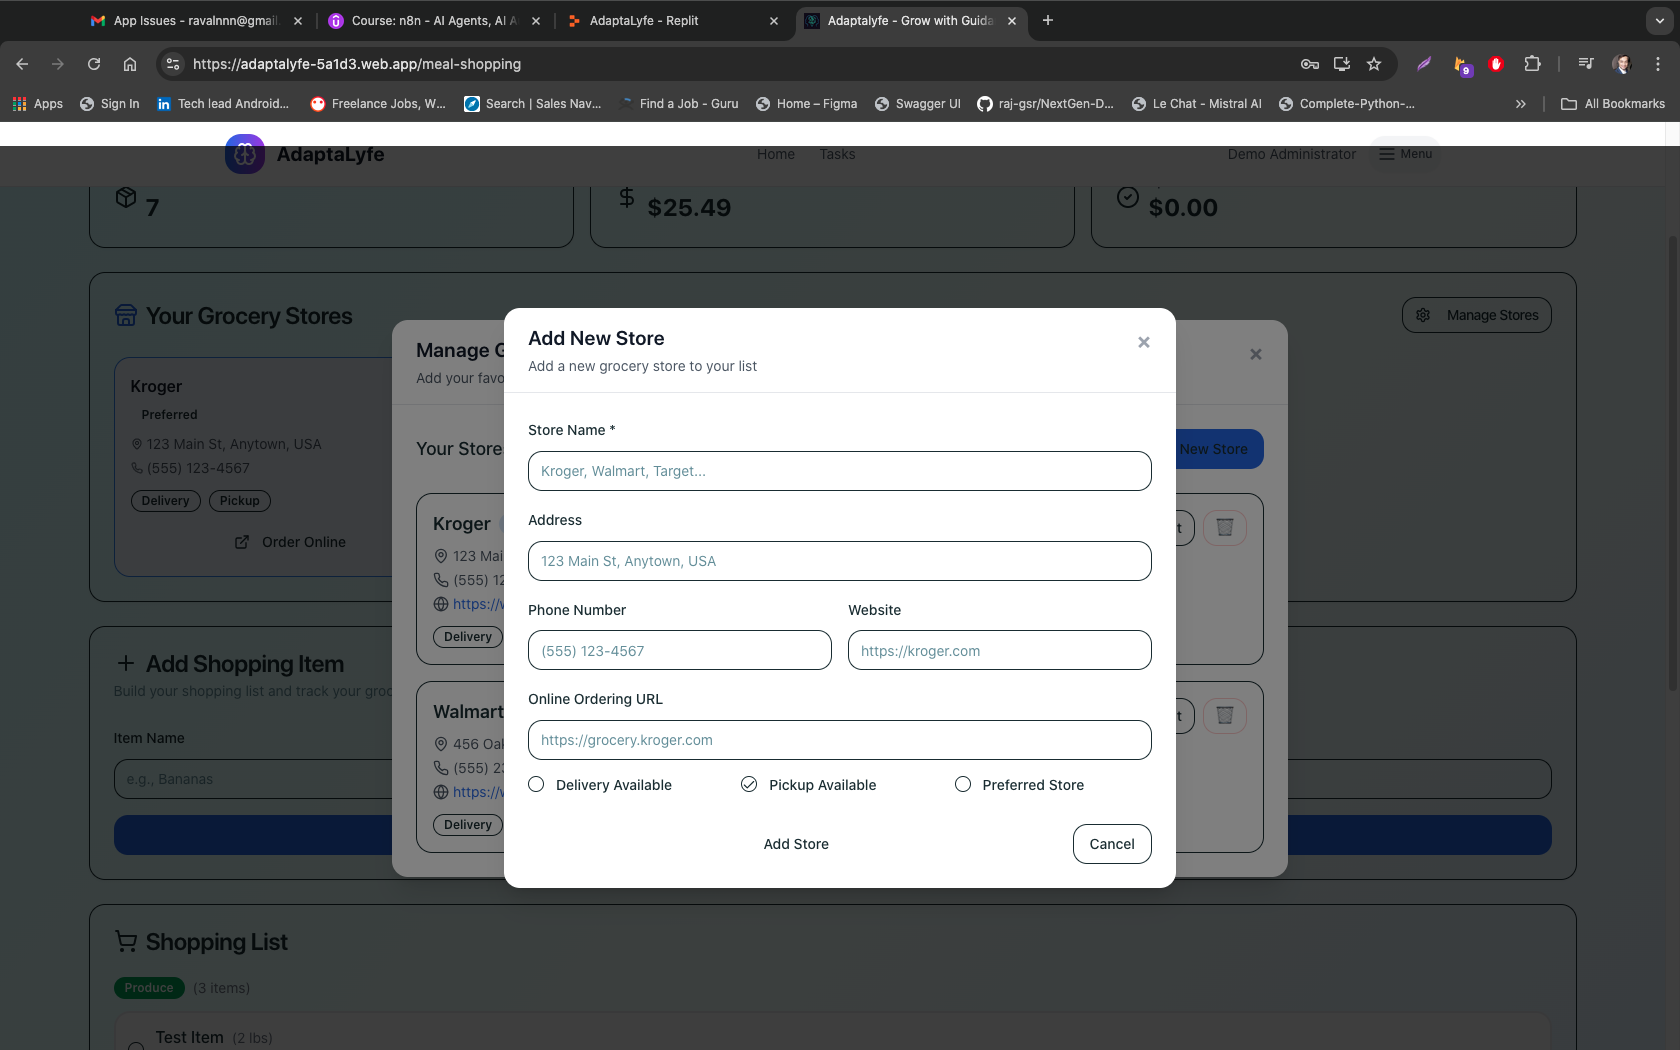 App Issues - ravalnnn@gmail
Course: n8n - AI Agents, AI A
AdaptaLyfe - Replit
Adaptalyfe - Grow with Guida
https://adaptalyfe-5a1d3.web.app/meal-shopping
9
Apps
Sign In
Tech lead Android...
Freelance Jobs, W...
Search | Sales Nav...
Find a Job - Guru
Home – Figma
Swagger UI
raj-gsr/NextGen-D...
Le Chat - Mistral AI
Complete-Python-...
All Bookmarks
AdaptaLyfe
Home
Tasks
Demo Administrator
Menu
7
$25.49
$0.00
Your Grocery Stores
Manage Stores
Kroger
Preferred
123 Main St, Anytown, USA
(555) 123-4567
Delivery
Pickup
Order Online
Add Shopping Item
Build your shopping list and track your groc
Item Name
e.g., Bananas
Manage G
Add your favo
Your Store
New Store
Kroger
123 Mai
(555) 12
https://w
Delivery
t
Walmart
456 Oa
(555) 23
https://w
Delivery
t
Add New Store
Add a new grocery store to your list
Store Name *
Kroger, Walmart, Target...
Address
123 Main St, Anytown, USA
Phone Number
Website
(555) 123-4567
https://kroger.com
Online Ordering URL
https://grocery.kroger.com
Delivery Available
Pickup Available
Preferred Store
Add Store
Cancel
Shopping List
Produce
(3 items)
Test Item (2 lbs)